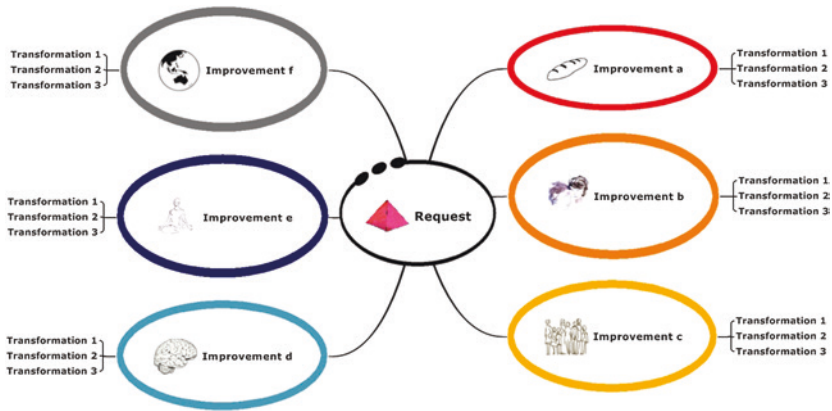 Transformation 1
Transformation 2
Transformation 3
Improvement f
Improvement a
Transformation 1
Transformation 2
Transformation 3
Transformation 1
Transformation 2
Transformation 3
Improvement e
Request
Improvement b
Transformation 1
Transformation 2
Transformation 3
Transformation 1
Transformation 2
Transformation 3
Improvement d
Improvement c
Transformation 1
Transformation 2
Transformation 3